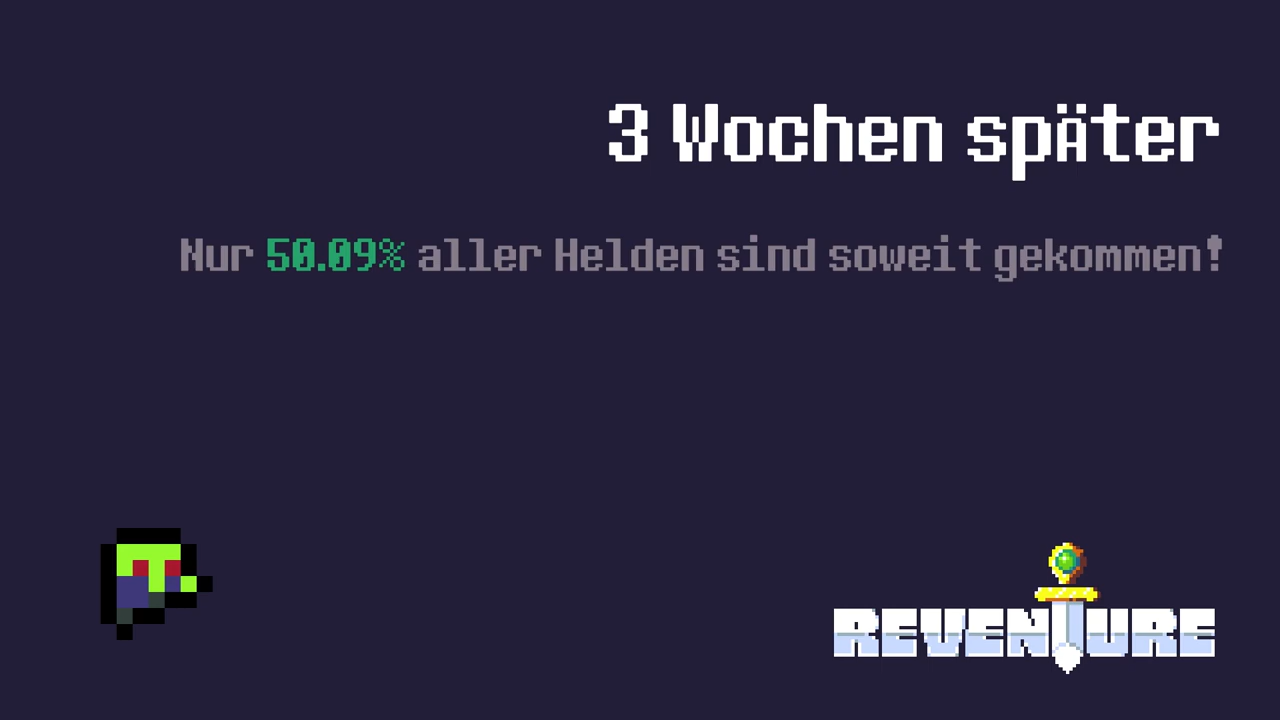 3 Wochen später
Nur 50.09% aller Helden sind soweit gekommen!
REVENTURE